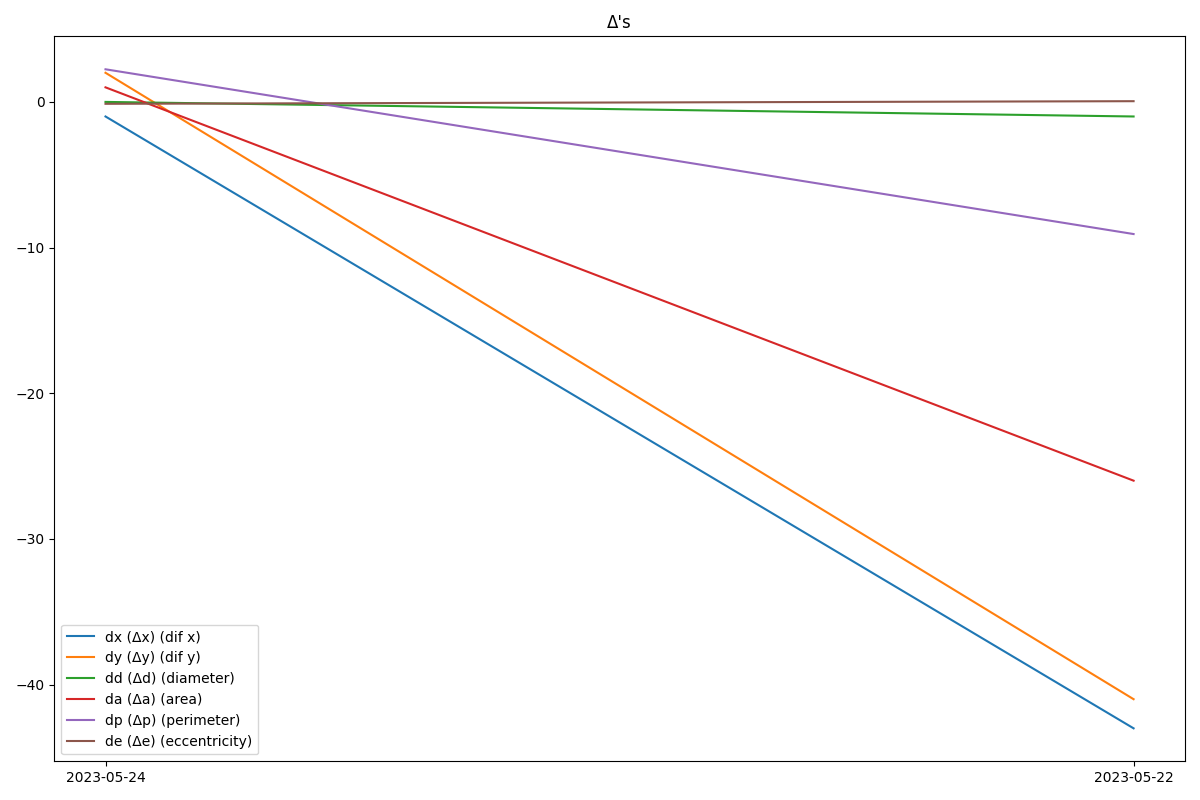 Δ's
0
−10
−20
−30
−40
dx (Δx) (dif x)
dy (Δy) (dif y)
dd (Δd) (diameter)
da (Δa) (area)
dp (Δp) (perimeter)
de (Δe) (eccentricity)
2023-05-24 2023-05-22